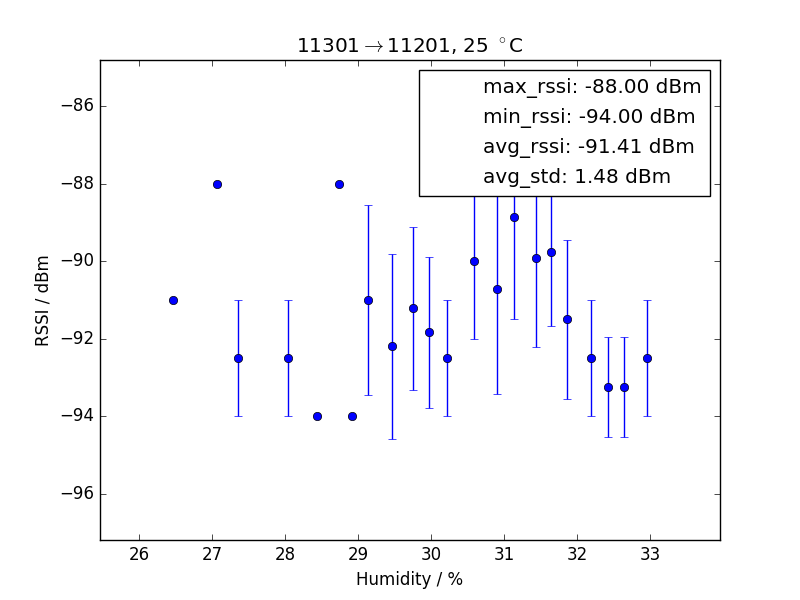 11301→11201, 25 °C
max_rssi: -88.00 dBm
min_rssi: -94.00 dBm
avg_rssi: -91.41 dBm
avg_std: 1.48 dBm
RSSI / dBm
−86
−88
−90
−92
−94
−96
26 27 28 29 30 31 32 33
Humidity / %